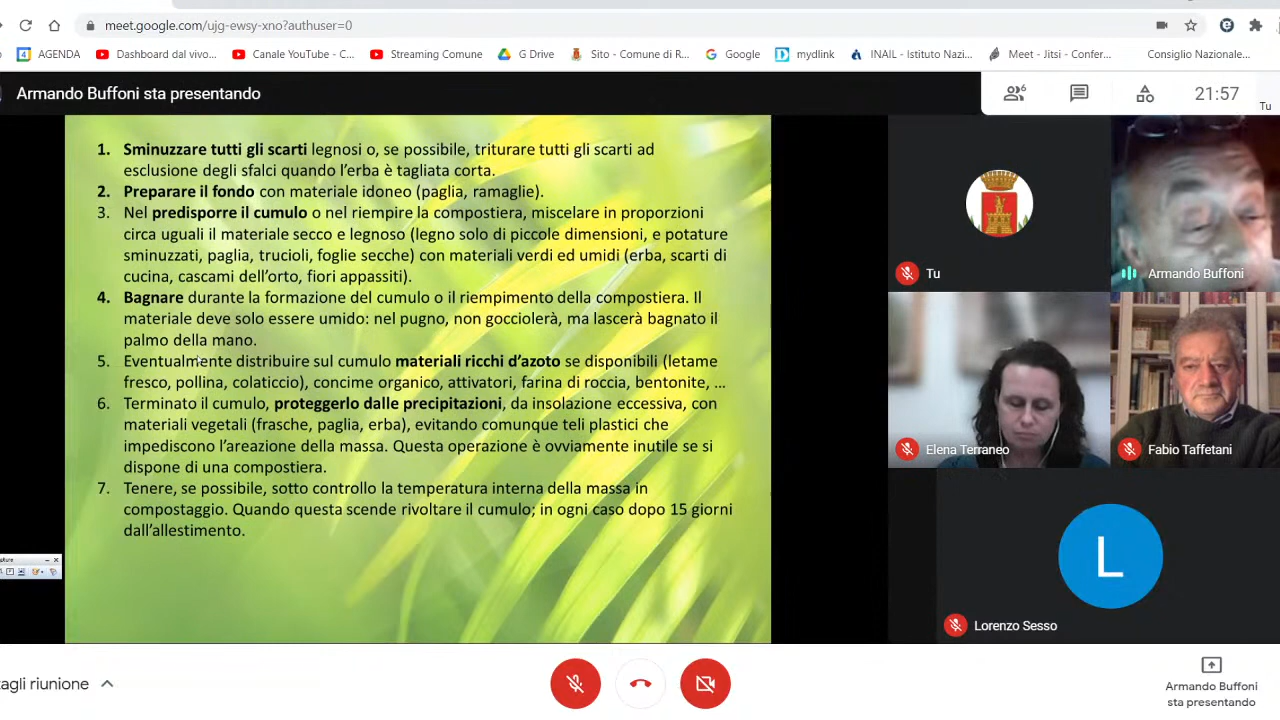 meet.google.com/ujg-ewsy-xno?authuser=0
4 AGENDA Dashboard dal vivo... Canale YouTube - C... Streaming Comune G Drive Sito - Comune di R... Google mydlink INAIL - Istituto Nazi... Meet - Jitsi - Confer... Consiglio Nazionale...
Armando Buffoni sta presentando
6
21:57
Tu
1. Sminuzzare tutti gli scarti legnosi o, se possibile, triturare tutti gli scarti ad
esclusione degli sfalci quando l'erba è tagliata corta.
2. Preparare il fondo con materiale idoneo (paglia, ramaglie).
3. Nel predisporre il cumulo o nel riempire la compostiera, miscelare in proporzioni
circa uguali il materiale secco e legnoso (legno solo di piccole dimensioni, e potature
sminuzzati, paglia, trucioli, foglie secche) con materiali verdi ed umidi (erba, scarti di
cucina, cascami dell'orto, fiori appassiti).
4. Bagnare durante la formazione del cumulo o il riempimento della compostiera. Il
materiale deve solo essere umido: nel pugno, non gocciolerà, ma lascerà bagnato il
palmo della mano.
5. Eventualmente distribuire sul cumulo materiali ricchi d'azoto se disponibili (letame
fresco, pollina, colaticcio), concime organico, attivatori, farina di roccia, bentonite, ...
6. Terminato il cumulo, proteggerlo dalle precipitazioni, da insolazione eccessiva, con
materiali vegetali (frasche, paglia, erba), evitando comunque teli plastici che
impediscono l'areazione della massa. Questa operazione è ovviamente inutile se si
dispone di una compostiera.
7. Tenere, se possibile, sotto controllo la temperatura interna della massa in
compostaggio. Quando questa scende rivoltare il cumulo; in ogni caso dopo 15 giorni
dall'allestimento.
Tu
Armando Buffoni
Elena Terraneo
Fabio Taffetani
L
Lorenzo Sesso
tagli riunione
Armando Buffoni
sta presentando